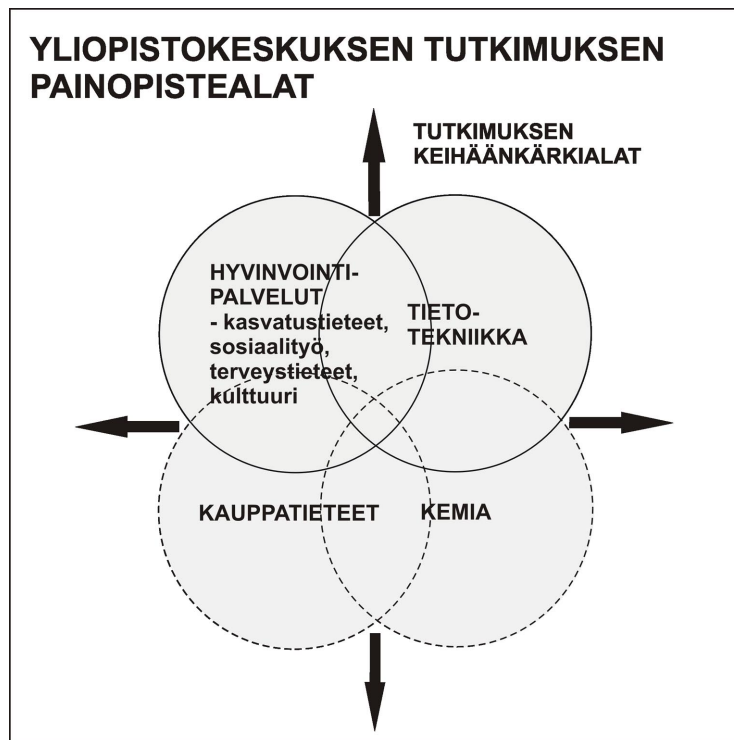 YLIOPISTOKESKUKSEN TUTKIMUKSEN
PAINOPISTEALAT
TUTKIMUKSEN
KEIHÄÄNKÄRKIALAT
HYVINVOINTI-
PALVELUT
- kasvatustieteet,
sosiaalityö,
terveystieteet,
kulttuuri
TIETO-
TEKNIIKKA
KAUPPATIETEET
KEMIA